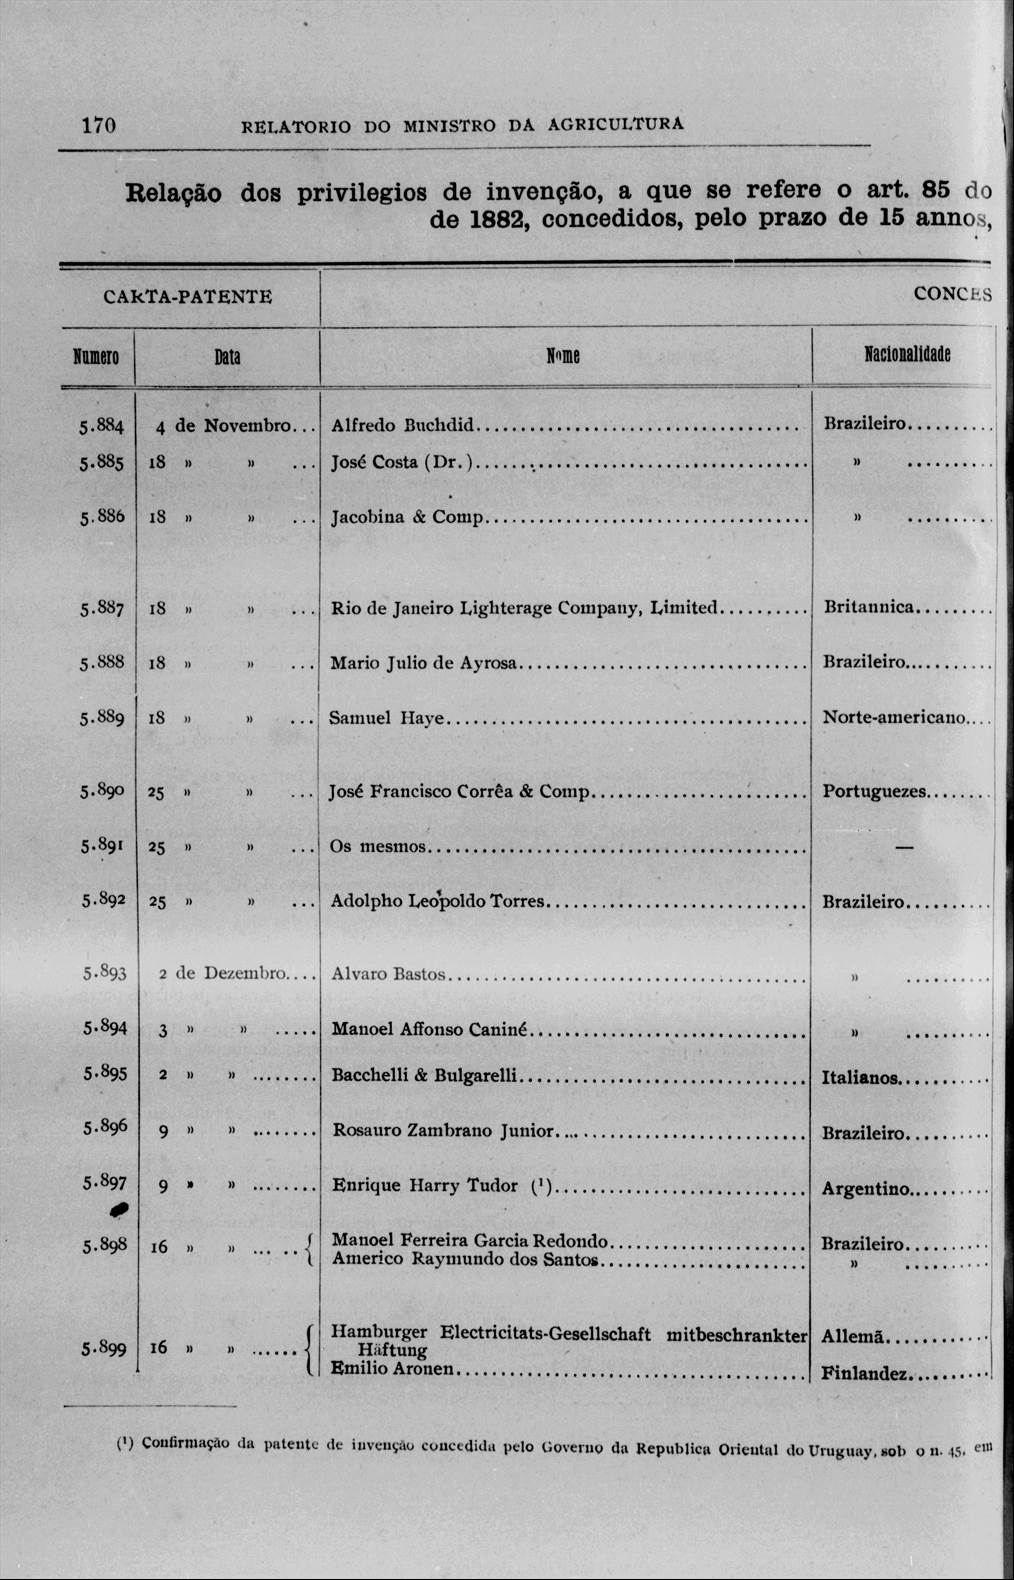 170 RELATORIO DO MINISTRO DA AGRICULTURA
Relação dos privilegios de invenção, a que se refere o art. 85 do
de 1882, concedidos, pelo prazo de 15 annos,
CARTA-PATENTE CONCES
Numero Data Nome Nacionalidade
5.884 4 de Novembro... Alfredo Buchdid.................................... Brazileiro..........
5.885 18 » » ... José Costa (Dr.)..................................... » ..........
5.886 18 » » ... Jacobina & Comp.................................... » ..........
5.887 18 » » ... Rio de Janeiro Lighterage Company, Limited.......... Britannica.........
5.888 18 » » ... Mario Julio de Ayrosa................................ Brazileiro...........
5.889 18 » » ... Samuel Haye........................................ Norte-americano....
5.890 25 » » ... José Francisco Corrêa & Comp........................ Portuguezes........
5.891 25 » » ... Os mesmos.......................................... —
5.892 25 » » ... Adolpho Leopoldo Torres............................. Brazileiro..........
5.893 2 de Dezembro.... Alvaro Bastos........................................ » ..........
5.894 3 » » ..... Manoel Affonso Caniné............................... » ..........
5.895 2 » » ........ Bacchelli & Bulgarelli................................ Italianos...........
5.896 9 » » ........ Rosauro Zambrano Junior............................ Brazileiro..........
5.897 9 » » ........ Enrique Harry Tudor (¹)............................. Argentino..........
5.898 16 » » ...... { Manoel Ferreira Garcia Redondo...................... Brazileiro..........
Americo Raymundo dos Santos........................ » ..........
5.899 16 » » ...... { Hamburger Electricitats-Gesellschaft mitbeschrankter Allemã............
Häftung
Emilio Aronen....................................... Finlandez..........
(¹) Confirmação da patente de invenção concedida pelo Governo da Republica Oriental do Uruguay, sob o n. 45, em